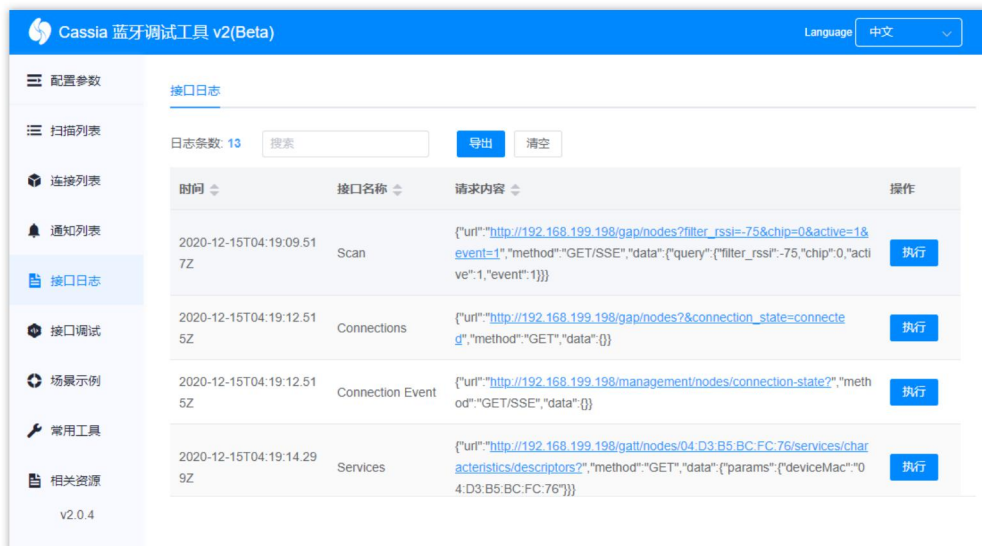 Cassia 蓝牙调试工具 v2(Beta)
Language 中文
配置参数
扫描列表
连接列表
通知列表
接口日志
接口调试
场景示例
常用工具
相关资源
v2.0.4
接口日志
日志条数: 13 搜索 导出 清空
时间 接口名称 请求内容 操作
2020-12-15T04:19:09.51
7Z
Scan
{"url":"http://192.168.199.198/gap/nodes?filter_rssi=-75&chip=0&active=1&
event=1","method":"GET/SSE","data":{"query":{"filter_rssi":-75,"chip":0,"acti
ve":1,"event":1}}}
执行
2020-12-15T04:19:12.51
5Z
Connections
{"url":"http://192.168.199.198/gap/nodes?&connection_state=connecte
d","method":"GET","data":{}}
执行
2020-12-15T04:19:12.51
5Z
Connection Event
{"url":"http://192.168.199.198/management/nodes/connection-state?","meth
od":"GET/SSE","data":{}}
执行
2020-12-15T04:19:14.29
9Z
Services
{"url":"http://192.168.199.198/gatt/nodes/04:D3:B5:BC:FC:76/services/char
acteristics/descriptors?","method":"GET","data":{"params":{"deviceMac":"0
4:D3:B5:BC:FC:76"}}}
执行